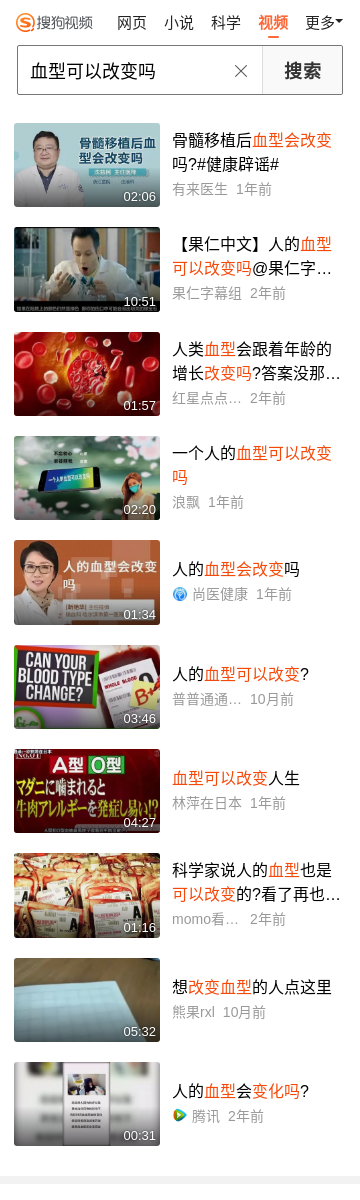 搜狗视频
网页 小说 科学 视频 更多
血型可以改变吗
搜索
骨髓移植后血
型会改变吗
02:06
骨髓移植后血型会改变
吗?#健康辟谣#
有来医生 1年前
10:51
【果仁中文】人的血型
可以改变吗@果仁字…
果仁字幕组 2年前
01:57
人类血型会跟着年龄的
增长改变吗?答案没那…
红星点点… 2年前
一个人的血型可以改变吗
02:20
一个人的血型可以改变
吗
浪飘 1年前
人的血型会改变
吗
01:34
人的血型会改变吗
尚医健康 1年前
CAN YOUR
BLOOD TYPE
CHANGE?
03:46
人的血型可以改变?
普普通通… 10月前
A型 O型
マダニに噛まれると
牛肉アレルギーを発症し易い!?
04:27
血型可以改变人生
林萍在日本 1年前
01:16
科学家说人的血型也是
可以改变的?看了再也…
momo看… 2年前
05:32
想改变血型的人点这里
熊果rxl 10月前
00:31
人的血型会变化吗?
腾讯 2年前